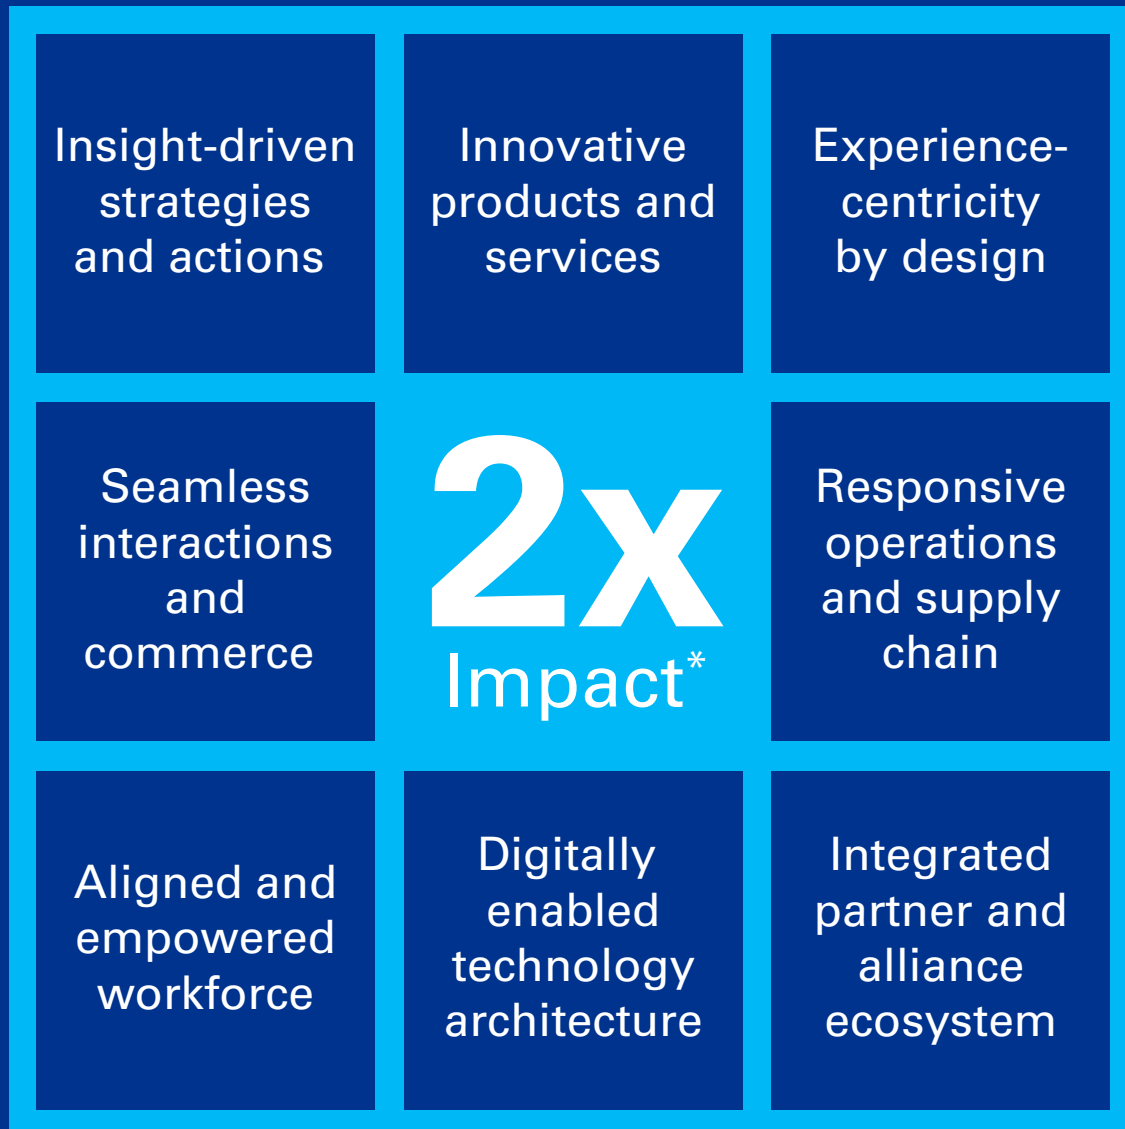 Insight-driven
strategies
and actions
Innovative
products and
services
Experience-
centricity
by design
Seamless
interactions
and
commerce
2x
Impact*
Responsive
operations
and supply
chain
Aligned and
empowered
workforce
Digitally
enabled
technology
architecture
Integrated
partner and
alliance
ecosystem